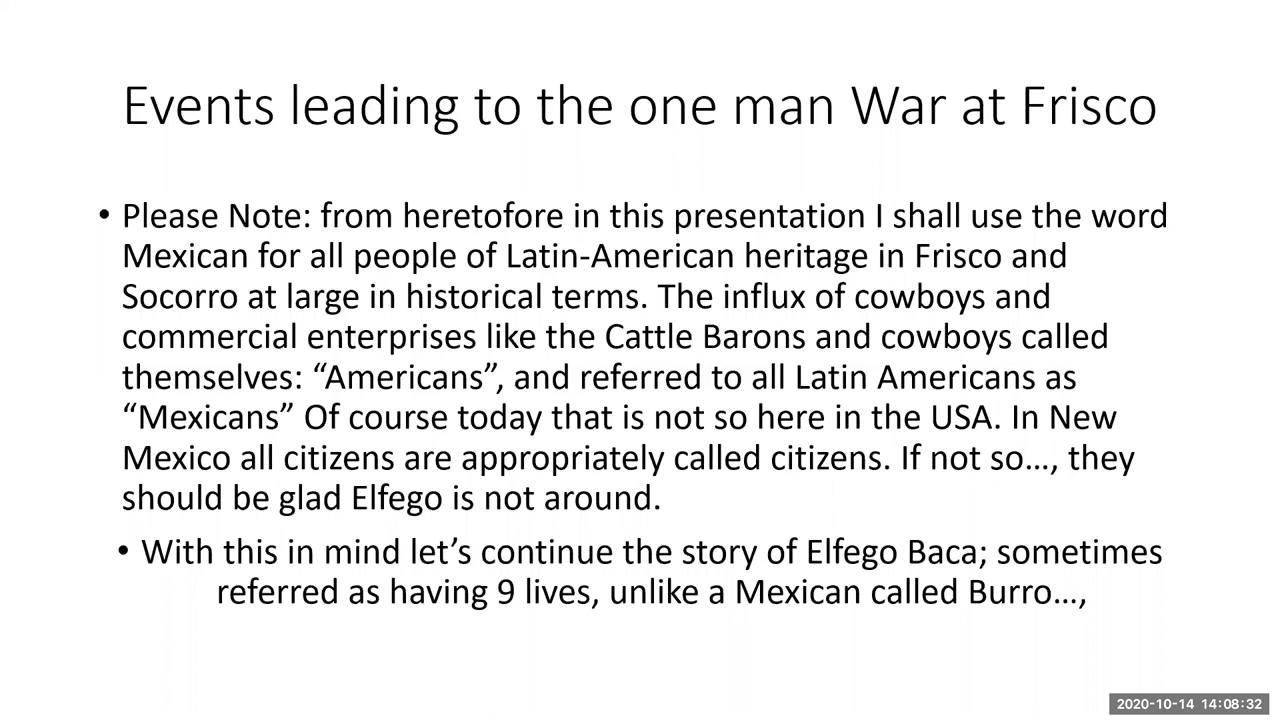 Events leading to the one man War at Frisco
• Please Note: from heretofore in this presentation I shall use the word
Mexican for all people of Latin-American heritage in Frisco and
Socorro at large in historical terms. The influx of cowboys and
commercial enterprises like the Cattle Barons and cowboys called
themselves: “Americans”, and referred to all Latin Americans as
“Mexicans” Of course today that is not so here in the USA. In New
Mexico all citizens are appropriately called citizens. If not so…, they
should be glad Elfego is not around.
• With this in mind let’s continue the story of Elfego Baca; sometimes
referred as having 9 lives, unlike a Mexican called Burro…,
2020-10-14 14:08:32